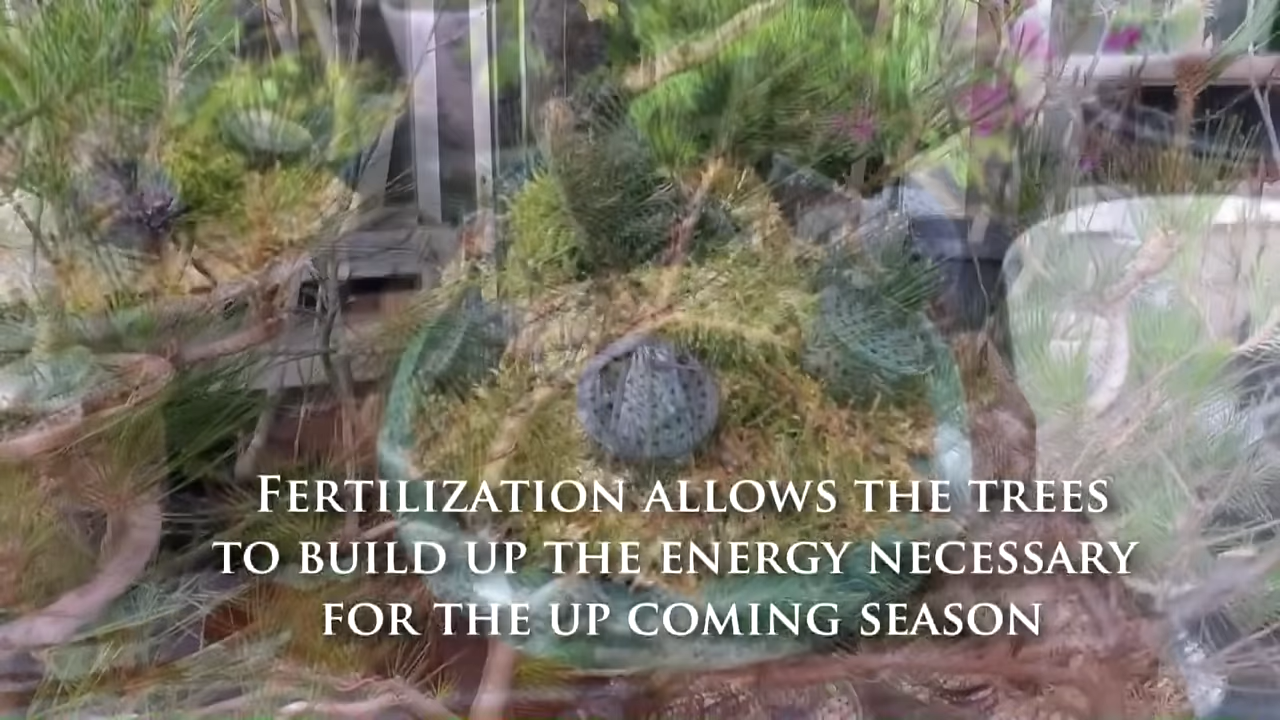 Fertilization allows the trees
to build up the energy necessary
for the up coming season